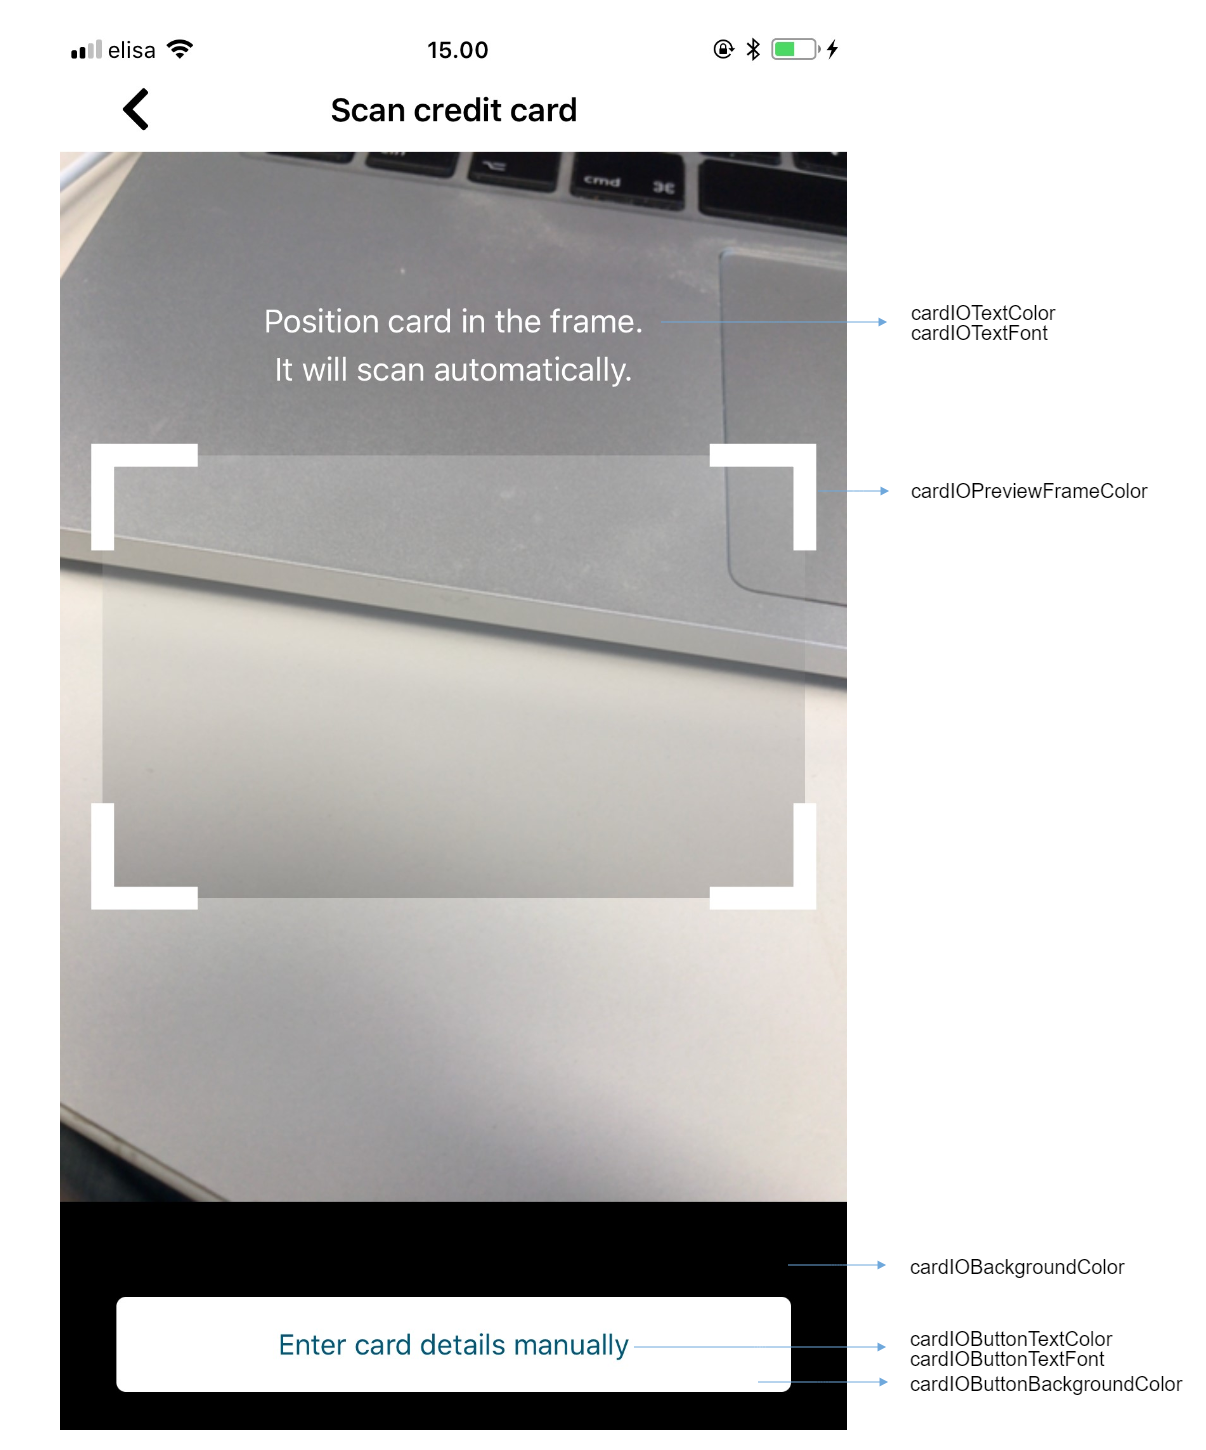 elisa 15.00
Scan credit card
cmd ⌘
Position card in the frame.
It will scan automatically.
cardIOTextColor
cardIOTextFont
cardIOPreviewFrameColor
cardIOBackgroundColor
Enter card details manually
cardIOButtonTextColor
cardIOButtonTextFont
cardIOButtonBackgroundColor